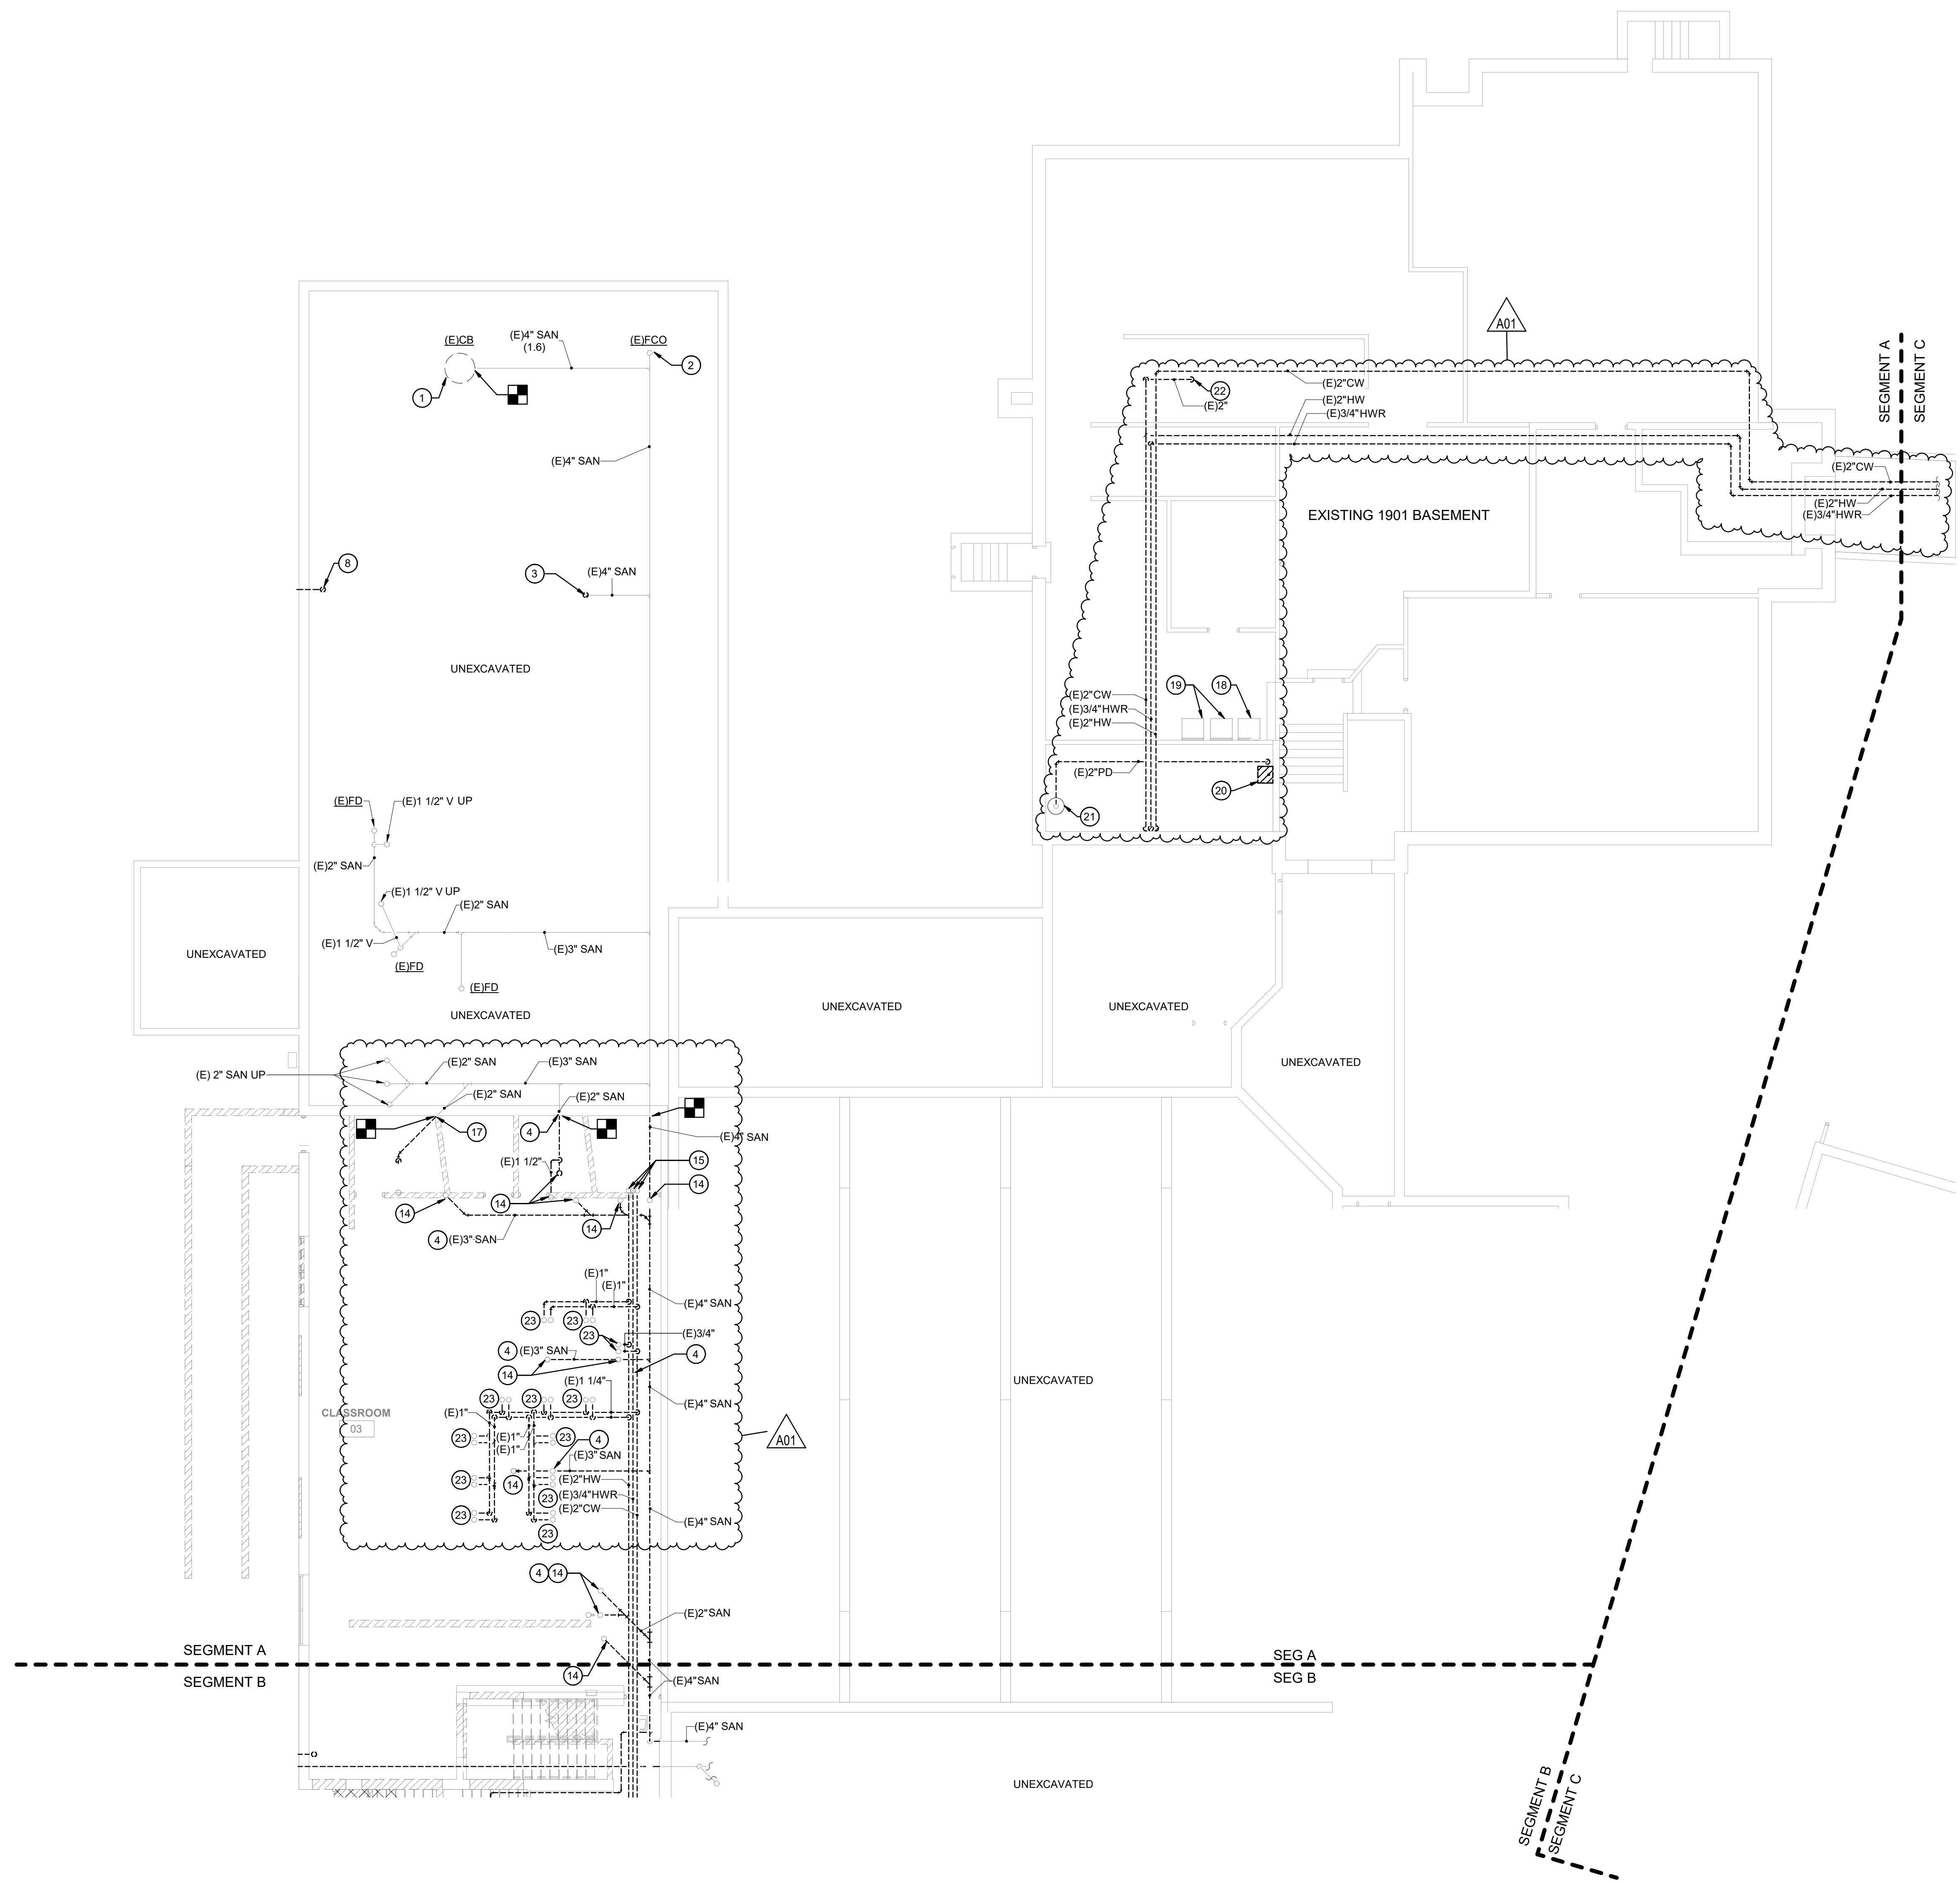 (E)CB
(E)4" SAN
(1.6)
(E)FCO
2
1
(E)4" SAN
8
3
(E)4" SAN
UNEXCAVATED
A01
SEGMENT A
SEGMENT C
22
(E)2"CW
(E)2"
(E)2"HW
(E)3/4"HWR
(E)2"CW
(E)2"HW
(E)3/4"HWR
EXISTING 1901 BASEMENT
19
18
(E)2"CW
(E)3/4"HWR
(E)2"HW
(E)2"PD
20
21
(E)FD
(E)1 1/2" V UP
(E)2" SAN
(E)1 1/2" V UP
(E)2" SAN
(E)1 1/2" V
(E)3" SAN
(E)FD
(E)FD
UNEXCAVATED
UNEXCAVATED
UNEXCAVATED
UNEXCAVATED
UNEXCAVATED
(E) 2" SAN UP
(E)2" SAN
(E)3" SAN
(E)2" SAN
(E)2" SAN
17
4
(E)4" SAN
(E)1 1/2"
15
14
14
14
14
4
(E)3" SAN
(E)1"
(E)1"
(E)4" SAN
23
23
23
(E)3/4"
4
(E)3" SAN
4
14
(E)1 1/4"
23
23
23
(E)4" SAN
CLASSROOM
03
(E)1"
A01
23
(E)1"
(E)1"
23
4
(E)3" SAN
23
14
(E)2"HW
23
(E)3/4"HWR
(E)2"CW
23
(E)4" SAN
23
UNEXCAVATED
4
14
(E)2"SAN
SEGMENT A
SEGMENT B
14
(E)4"SAN
SEG A
SEG B
(E)4" SAN
UNEXCAVATED
SEGMENT B
SEGMENT C